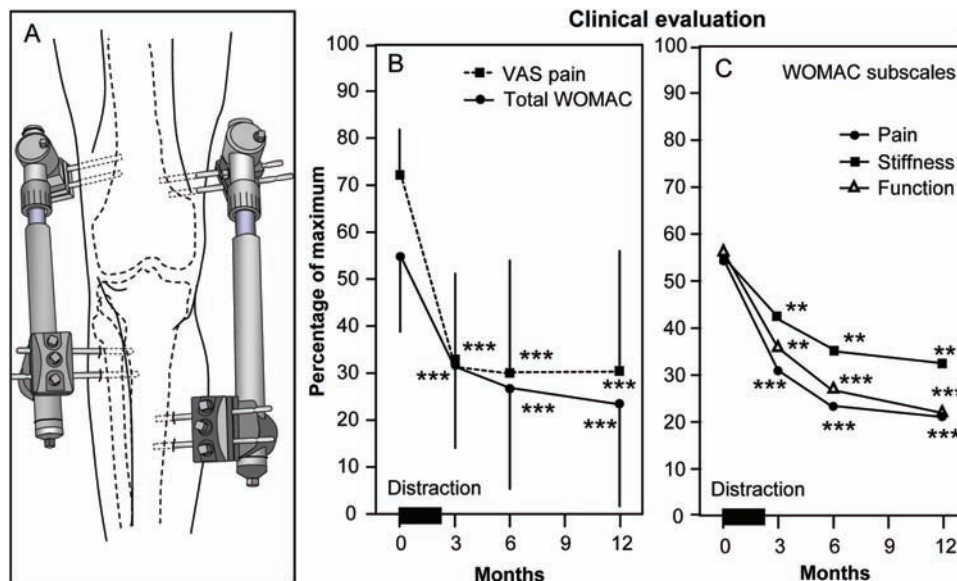 Clinical evaluation
A
B
VAS pain
Total WOMAC
C
WOMAC subscales
Pain
Stiffness
Function
Percentage of maximum
100
90
80
70
60
50
40
30
20
10
0
***
***
***
***
***
***
Distraction
0 3 6 9 12
Months
100
90
80
70
60
50
40
30
20
10
0
**
**
**
**
***
***
***
***
***
Distraction
0 3 6 9 12
Months